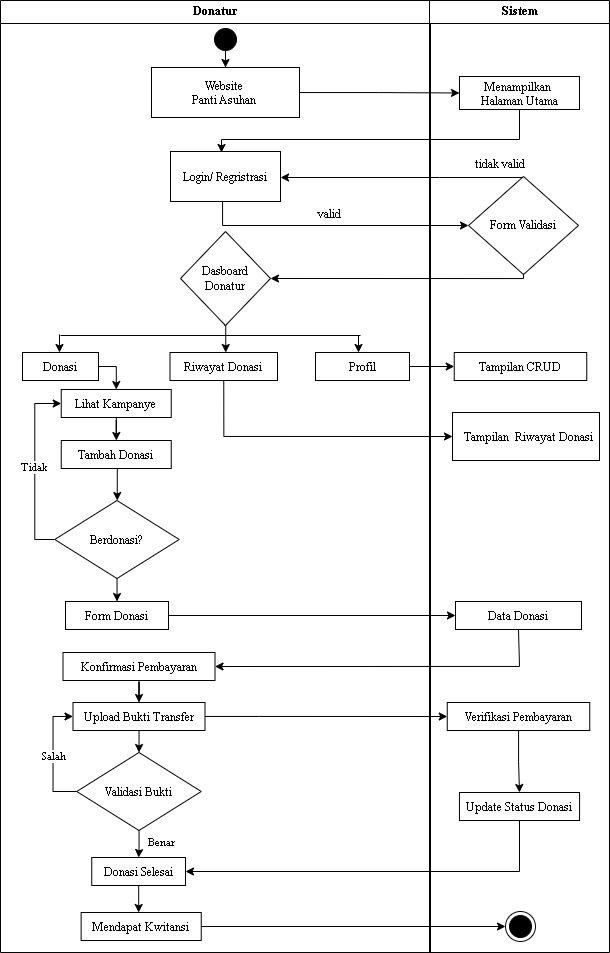 Donatur
Sistem
Website
Panti Asuhan
Menampilkan
Halaman Utama
Login/ Regristrasi
tidak valid
valid
Form Validasi
Dasboard
Donatur
Donasi
Riwayat Donasi
Profil
Tampilan CRUD
Lihat Kampanye
Tampilan  Riwayat Donasi
Tambah Donasi
Tidak
Berdonasi?
Form Donasi
Data Donasi
Konfirmasi Pembayaran
Upload Bukti Transfer
Verifikasi Pembayaran
Salah
Validasi Bukti
Update Status Donasi
Benar
Donasi Selesai
Mendapat Kwitansi